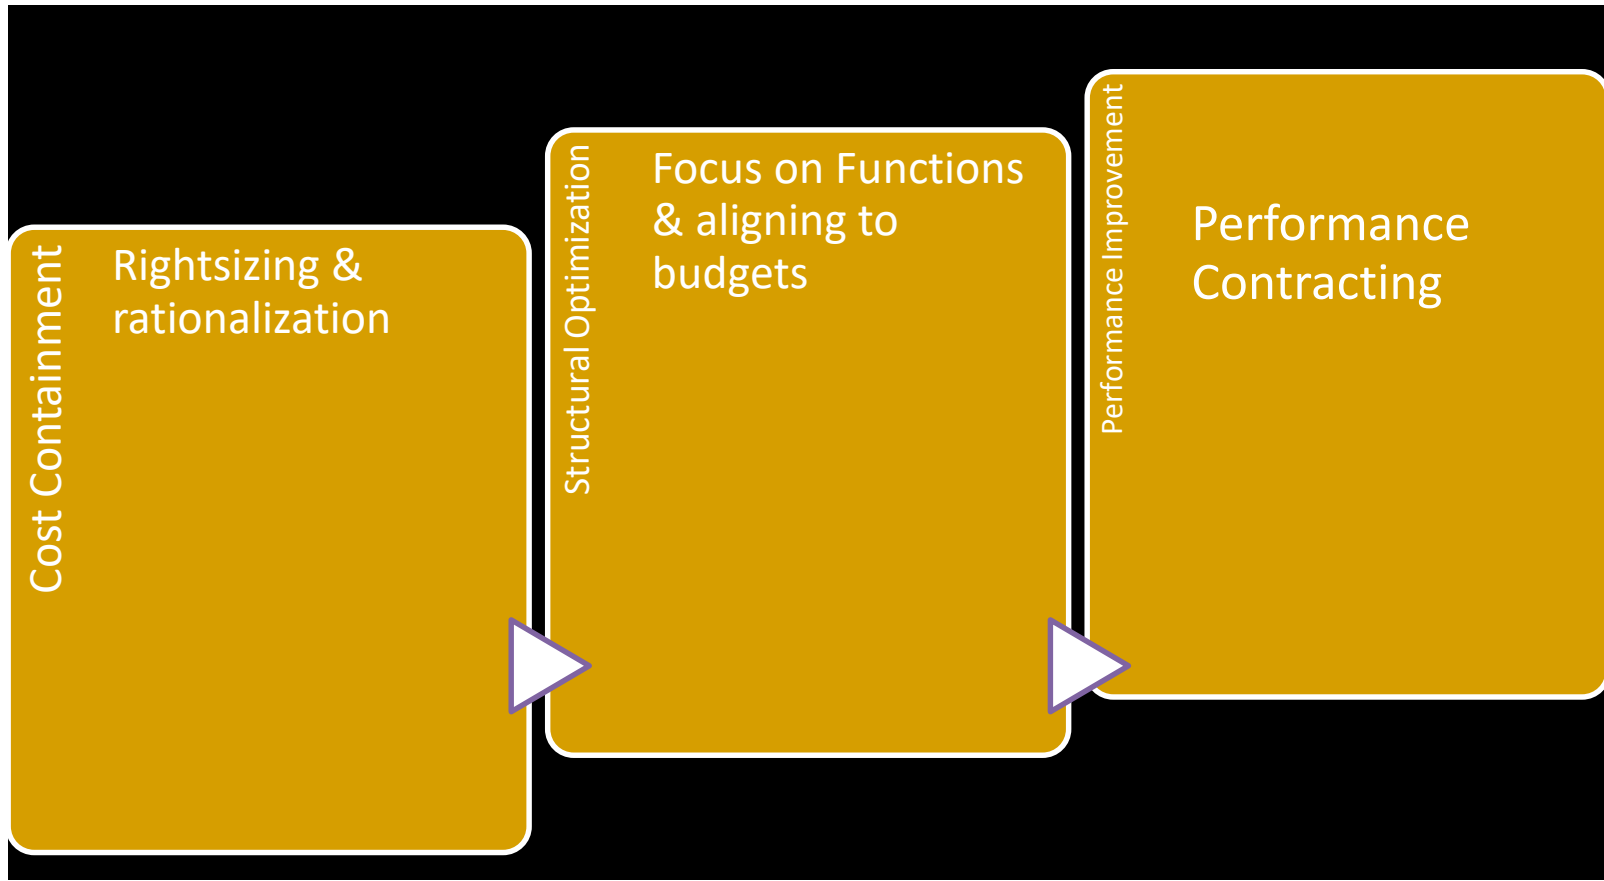 Cost Containment
Rightsizing &
rationalization
Structural Optimization
Focus on Functions
& aligning to
budgets
Performance Improvement
Performance
Contracting